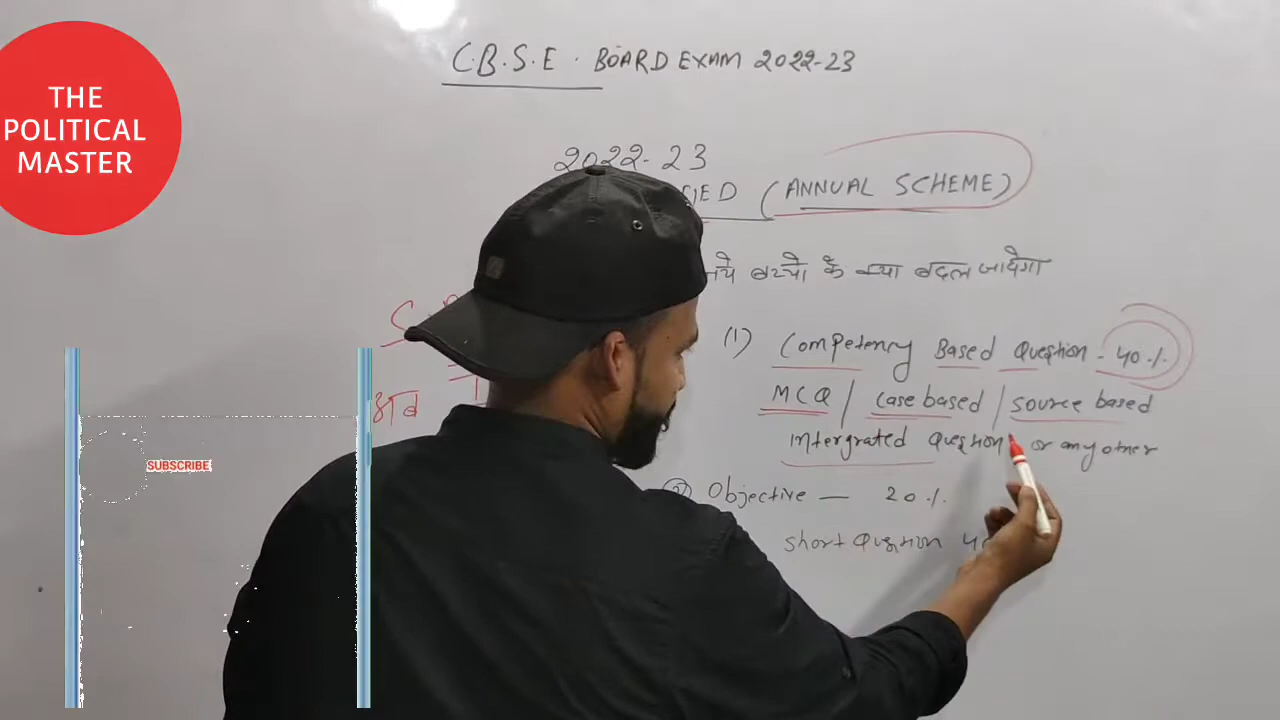 THE
POLITICAL
MASTER
C.B.S.E. BOARD EXAM 2022-23
2022-23
(ANNUAL SCHEME)
बच्चो के क्या बदल जायेगा
(1) Competency Based Question - 40%
MCQ / Case based / Source based
intergrated Question or any other
Objective — 20%
Short Question
SUBSCRIBE